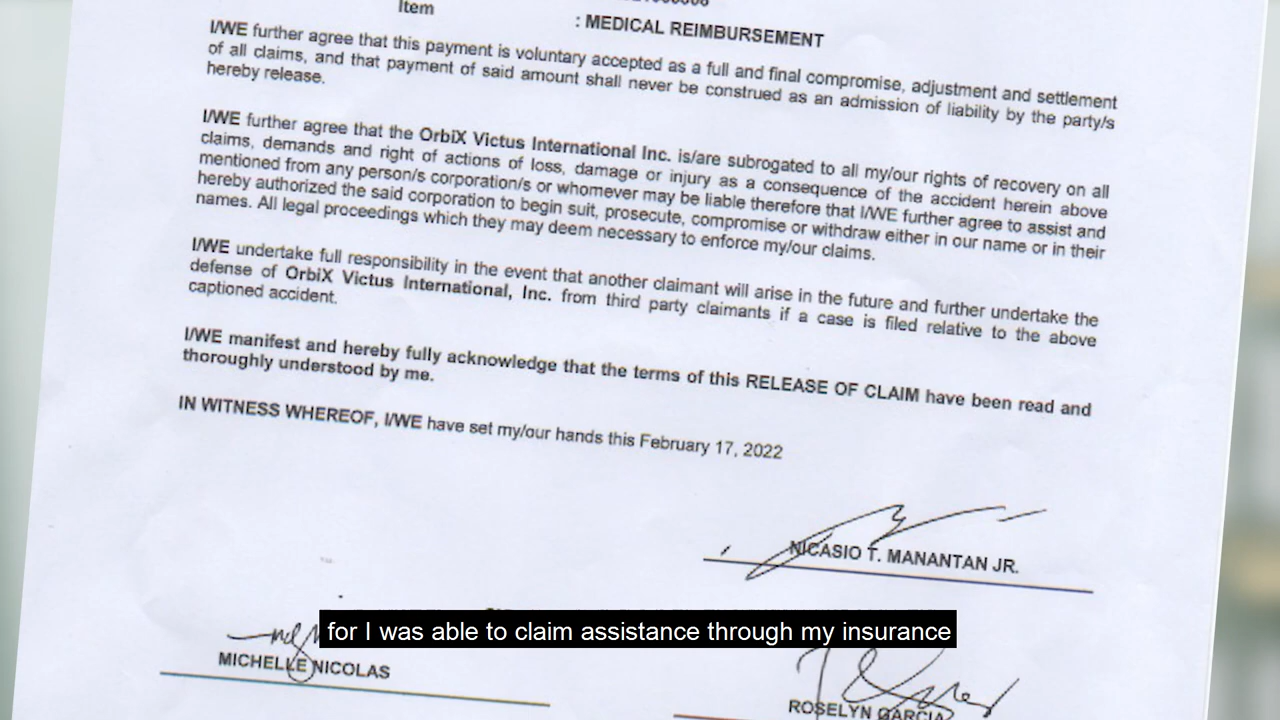 Item
: MEDICAL REIMBURSEMENT
I/WE further agree that this payment is voluntary accepted as a full and final compromise, adjustment and settlement
of all claims, and that payment of said amount shall never be construed as an admission of liability by the party/s
hereby release.
I/WE further agree that the OrbiX Victus International Inc. is/are subrogated to all my/our rights of recovery on all
claims, demands and right of actions of loss, damage or injury as a consequence of the accident herein above
mentioned from any person/s corporation/s or whomever may be liable therefore that I/WE further agree to assist and
hereby authorized the said corporation to begin suit, prosecute, compromise or withdraw either in our name or in their
names. All legal proceedings which they may deem necessary to enforce my/our claims.
I/WE undertake full responsibility in the event that another claimant will arise in the future and further undertake the
defense of OrbiX Victus International, Inc. from third party claimants if a case is filed relative to the above
captioned accident.
I/WE manifest and hereby fully acknowledge that the terms of this RELEASE OF CLAIM have been read and
thoroughly understood by me.
IN WITNESS WHEREOF, I/WE have set my/our hands this February 17, 2022
NICASIO T. MANANTAN JR.
for I was able to claim assistance through my insurance
MICHELLE NICOLAS
ROSELYN GARCIA